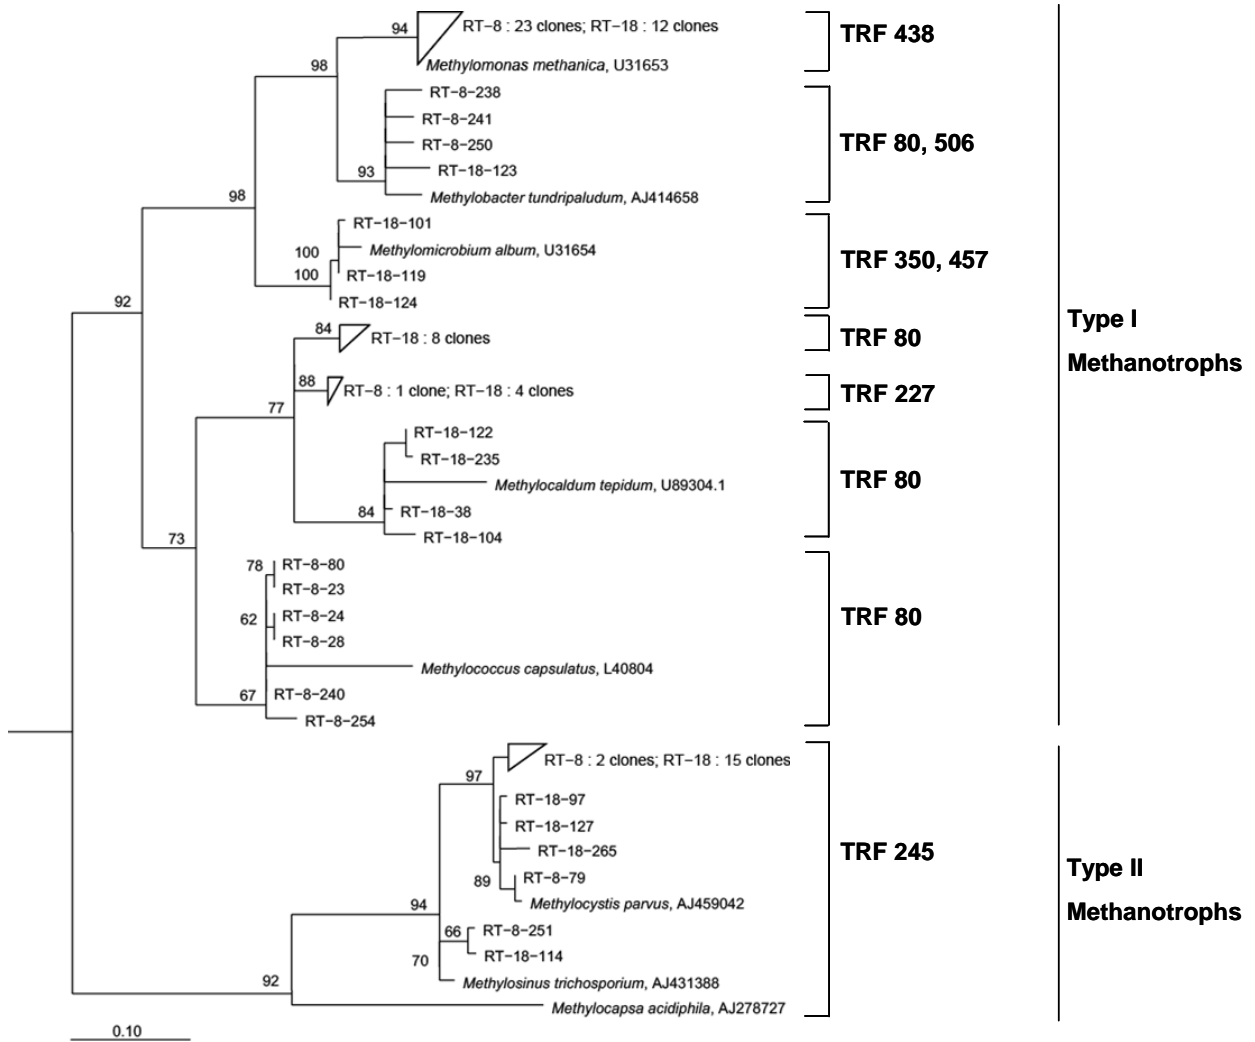 94
RT−8 : 23 clones; RT−18 : 12 clones
TRF 438
98
Methylomonas methanica, U31653
RT−8−238
RT−8−241
RT−8−250
TRF 80, 506
93
RT−18−123
Methylobacter tundripaludum, AJ414658
98
RT−18−101
100
Methylomicrobium album, U31654
TRF 350, 457
100
RT−18−119
RT−18−124
92
84
RT−18 : 8 clones
TRF 80
Type I
Methanotrophs
88
RT−8 : 1 clone; RT−18 : 4 clones
TRF 227
77
RT−18−122
RT−18−235
Methylocaldum tepidum, U89304.1
TRF 80
84
RT−18−38
RT−18−104
73
78
RT−8−80
RT−8−23
62
RT−8−24
TRF 80
RT−8−28
Methylococcus capsulatus, L40804
67
RT−8−240
RT−8−254
RT−8 : 2 clones; RT−18 : 15 clones
97
RT−18−97
RT−18−127
RT−18−265
TRF 245
Type II
Methanotrophs
89
RT−8−79
Methylocystis parvus, AJ459042
94
66
RT−8−251
RT−18−114
70
Methylosinus trichosporium, AJ431388
92
Methylocapsa acidiphila, AJ278727
0.10